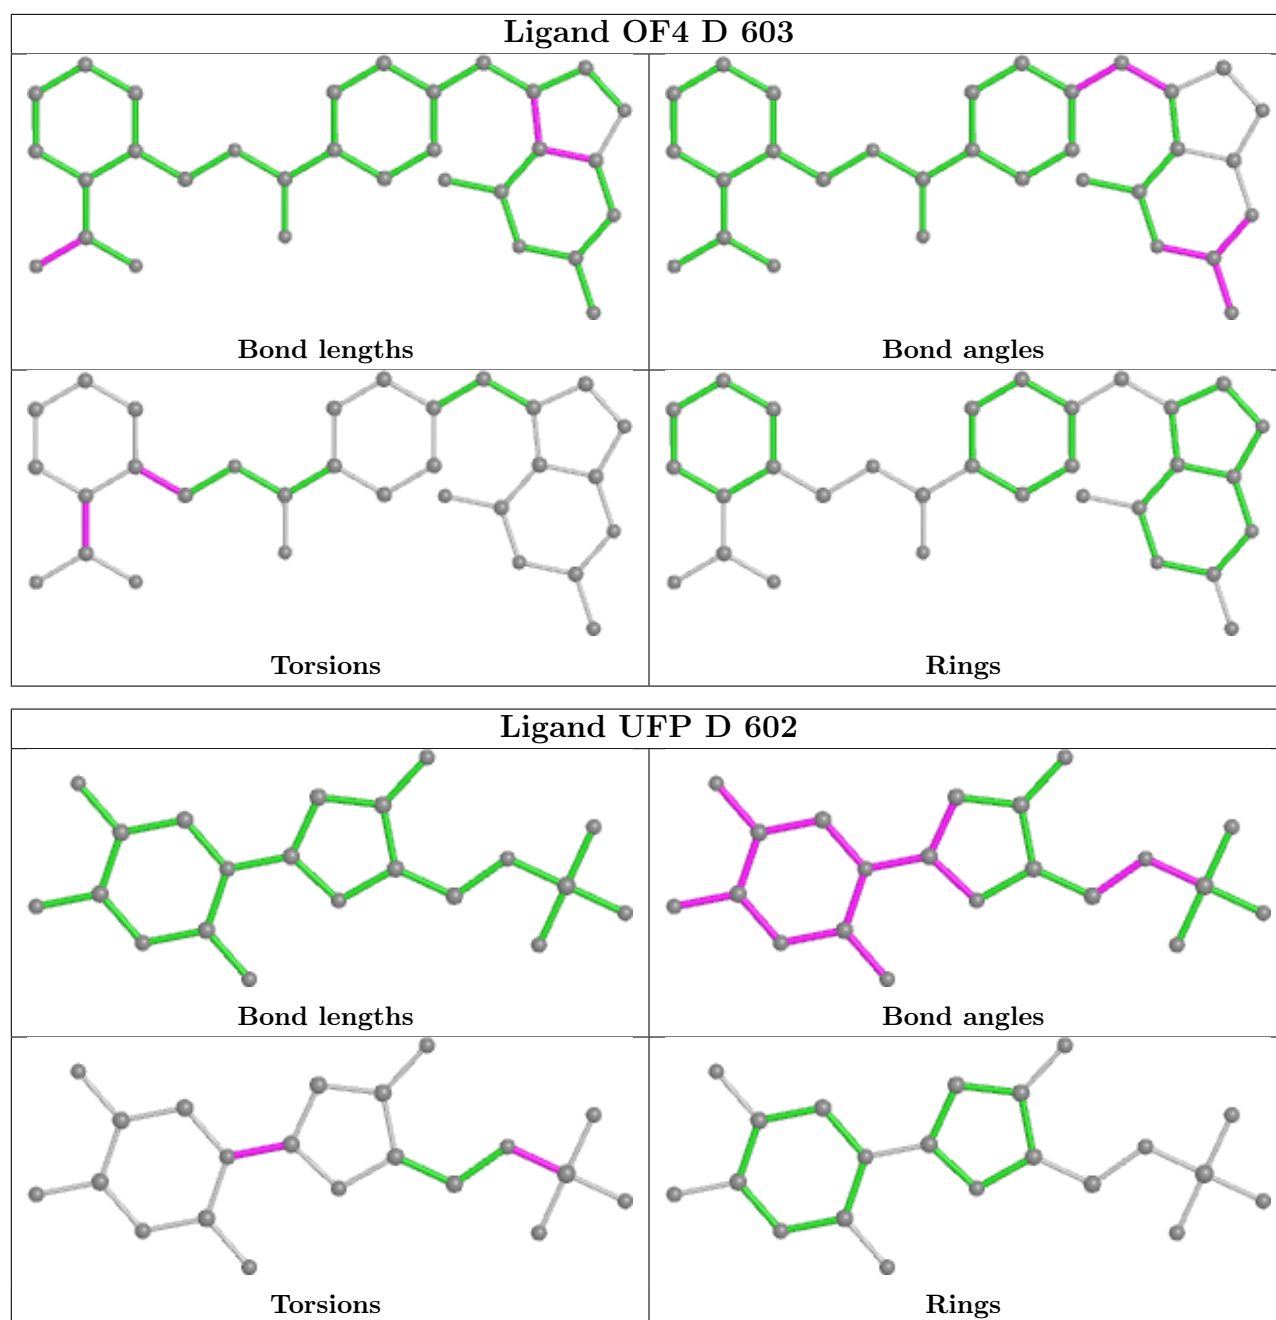 Ligand OF4 D 603
Bond lengths
Bond angles
Torsions
Rings
Ligand UFP D 602
Bond lengths
Bond angles
Torsions
Rings